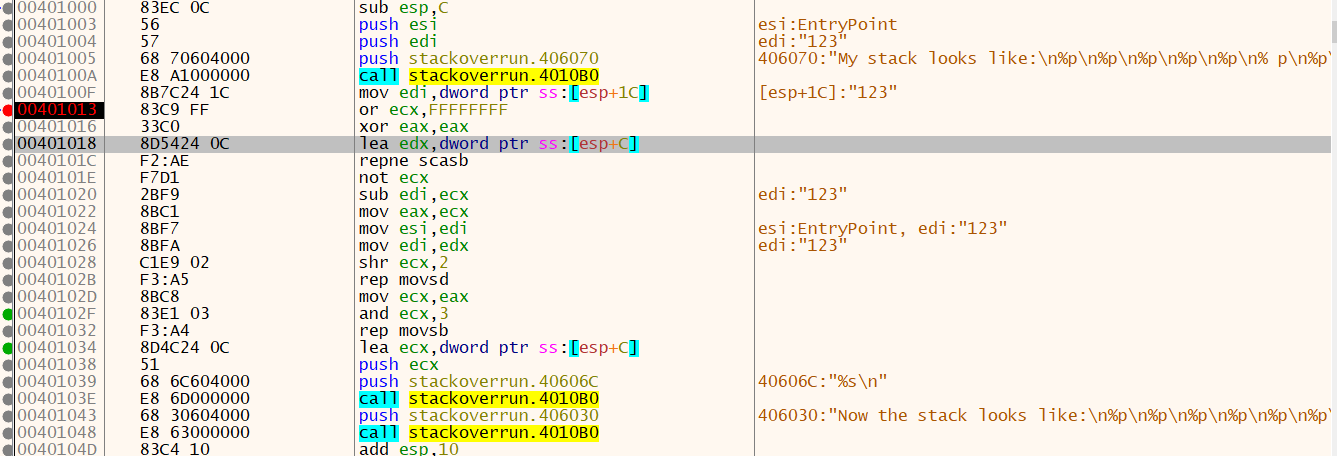 00401000 83EC 0C sub esp,C
00401003 56 push esi esi:EntryPoint
00401004 57 push edi edi:"123"
00401005 68 70604000 push stackoverrun.406070 406070:"My stack looks like:\n%p\n%p\n%p\n%p\n%p\n% p\n%p\
0040100A E8 A1000000 call stackoverrun.4010B0
0040100F 8B7C24 1C mov edi,dword ptr ss:[esp+1C] [esp+1C]:"123"
00401013 83C9 FF or ecx,FFFFFFFF
00401016 33C0 xor eax,eax
00401018 8D5424 0C lea edx,dword ptr ss:[esp+C]
0040101C F2:AE repne scasb
0040101E F7D1 not ecx
00401020 2BF9 sub edi,ecx edi:"123"
00401022 8BC1 mov eax,ecx
00401024 8BF7 mov esi,edi esi:EntryPoint, edi:"123"
00401026 8BFA mov edi,edx edi:"123"
00401028 C1E9 02 shr ecx,2
0040102B F3:A5 rep movsd
0040102D 8BC8 mov ecx,eax
0040102F 83E1 03 and ecx,3
00401032 F3:A4 rep movsb
00401034 8D4C24 0C lea ecx,dword ptr ss:[esp+C]
00401038 51 push ecx
00401039 68 6C604000 push stackoverrun.40606C 40606C:"%s\n"
0040103E E8 6D000000 call stackoverrun.4010B0
00401043 68 30604000 push stackoverrun.406030 406030:"Now the stack looks like:\n%p\n%p\n%p\n%p\n%p\n%p\
00401048 E8 63000000 call stackoverrun.4010B0
0040104D 83C4 10 add esp,10